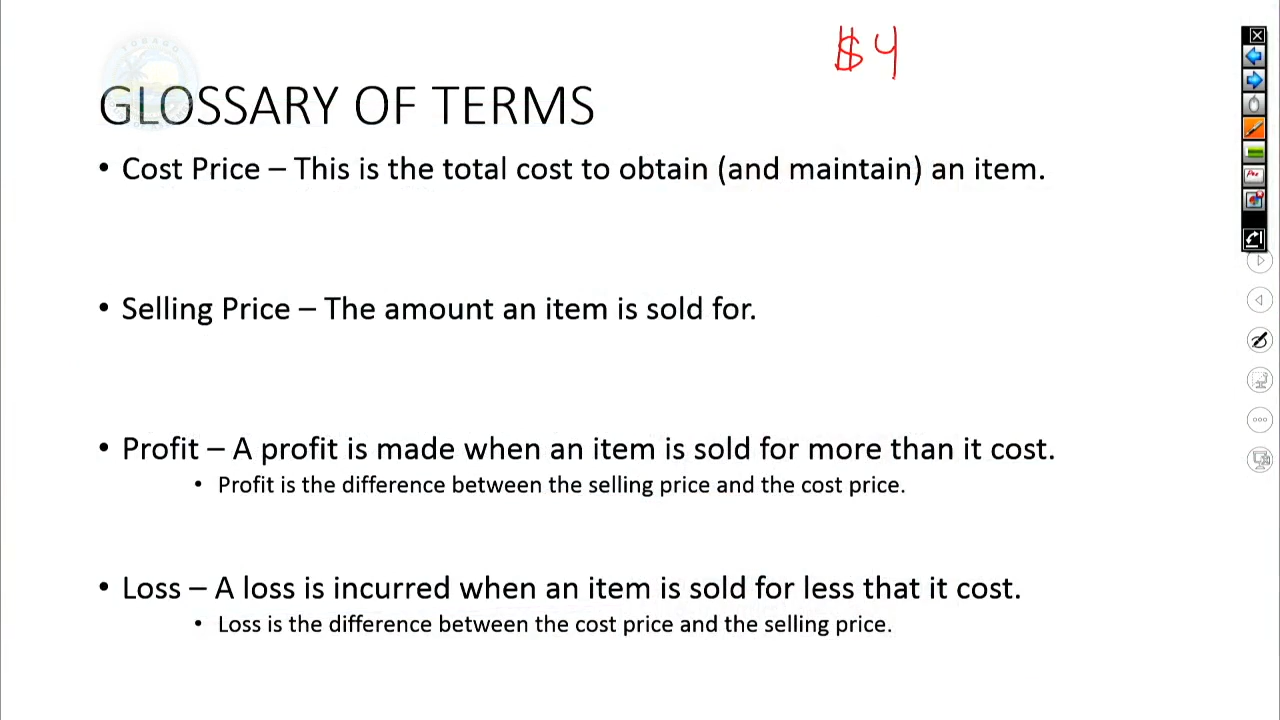 TOBAGO
$4
GLOSSARY OF TERMS
• Cost Price – This is the total cost to obtain (and maintain) an item.
• Selling Price – The amount an item is sold for.
• Profit – A profit is made when an item is sold for more than it cost.
• Profit is the difference between the selling price and the cost price.
• Loss – A loss is incurred when an item is sold for less that it cost.
• Loss is the difference between the cost price and the selling price.